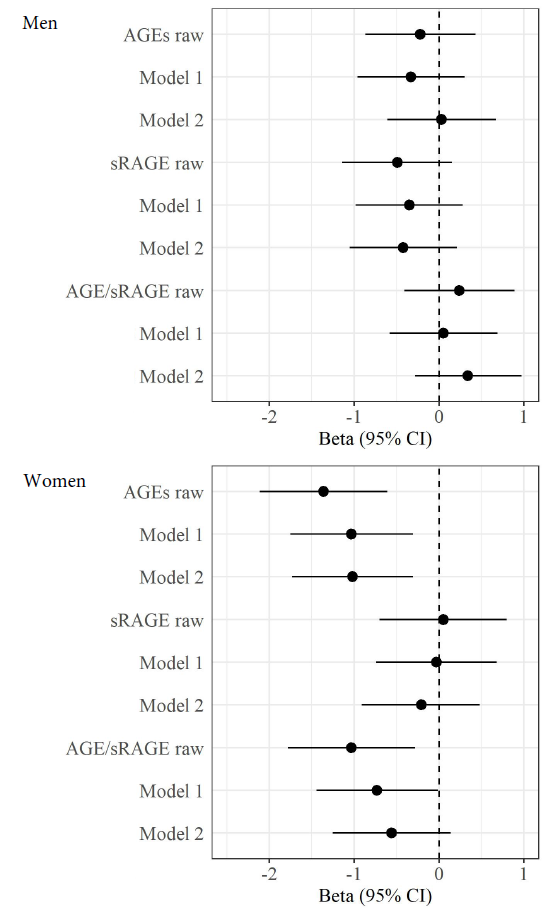 Men
AGEs raw
Model 1
Model 2
sRAGE raw
Model 1
Model 2
AGE/sRAGE raw
Model 1
Model 2
-2 -1 0 1
Beta (95% CI)
Women
AGEs raw
Model 1
Model 2
sRAGE raw
Model 1
Model 2
AGE/sRAGE raw
Model 1
Model 2
-2 -1 0 1
Beta (95% CI)